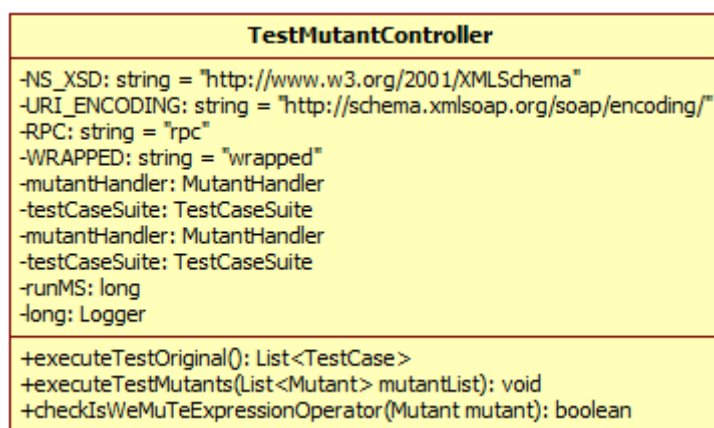 TestMutantController
-NS_XSD: string = "http://www.w3.org/2001/XMLSchema"
-URI_ENCODING: string = "http://schema.xmlsoap.org/soap/encoding/"
-RPC: string = "rpc"
-WRAPPED: string = "wrapped"
-mutantHandler: MutantHandler
-testCaseSuite: TestCaseSuite
-mutantHandler: MutantHandler
-testCaseSuite: TestCaseSuite
-runMS: long
-long: Logger
+executeTestOriginal(): List<TestCase>
+executeTestMutants(List<Mutant> mutantList): void
+checkIsWeMuTeExpressionOperator(Mutant mutant): boolean